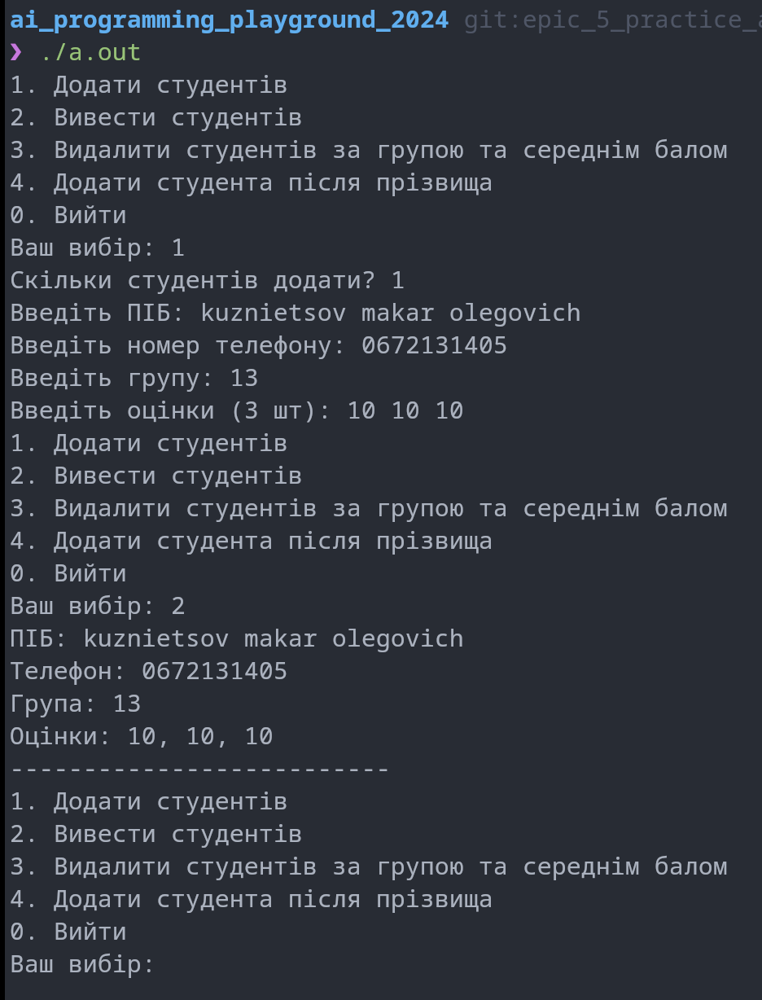 ai_programming_playground_2024 git:epic_5_practice_a
❯ ./a.out
1. Додати студентів
2. Вивести студентів
3. Видалити студентів за групою та середнім балом
4. Додати студента після прізвища
0. Вийти
Ваш вибір: 1
Скільки студентів додати? 1
Введіть ПІБ: kuznietsov makar olegovich
Введіть номер телефону: 0672131405
Введіть групу: 13
Введіть оцінки (3 шт): 10 10 10
1. Додати студентів
2. Вивести студентів
3. Видалити студентів за групою та середнім балом
4. Додати студента після прізвища
0. Вийти
Ваш вибір: 2
ПІБ: kuznietsov makar olegovich
Телефон: 0672131405
Група: 13
Оцінки: 10, 10, 10
--------------------------
1. Додати студентів
2. Вивести студентів
3. Видалити студентів за групою та середнім балом
4. Додати студента після прізвища
0. Вийти
Ваш вибір: